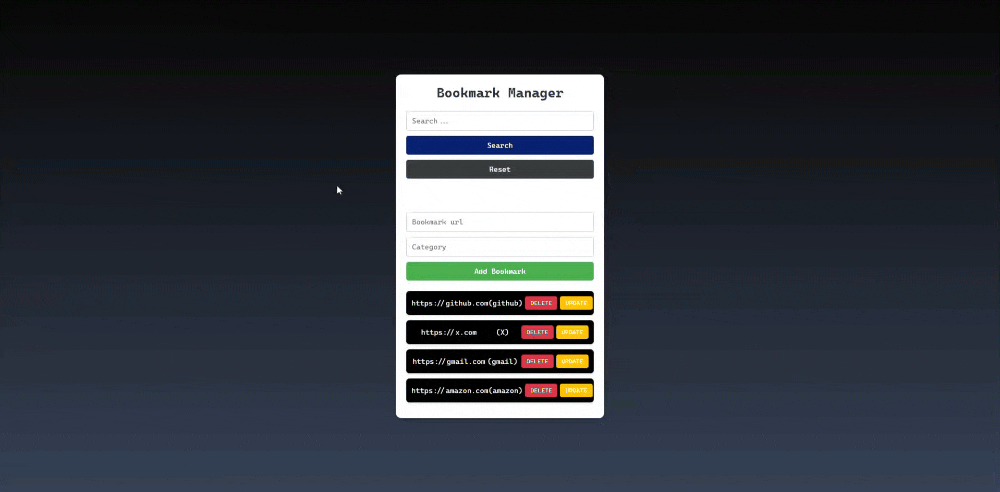 Bookmark Manager
Search...
Search
Reset
Bookmark url
Category
Add Bookmark
https://github.com(github) DELETE UPDATE
https://x.com (X) DELETE UPDATE
https://gmail.com (gmail) DELETE UPDATE
https://amazon.com(amazon) DELETE UPDATE